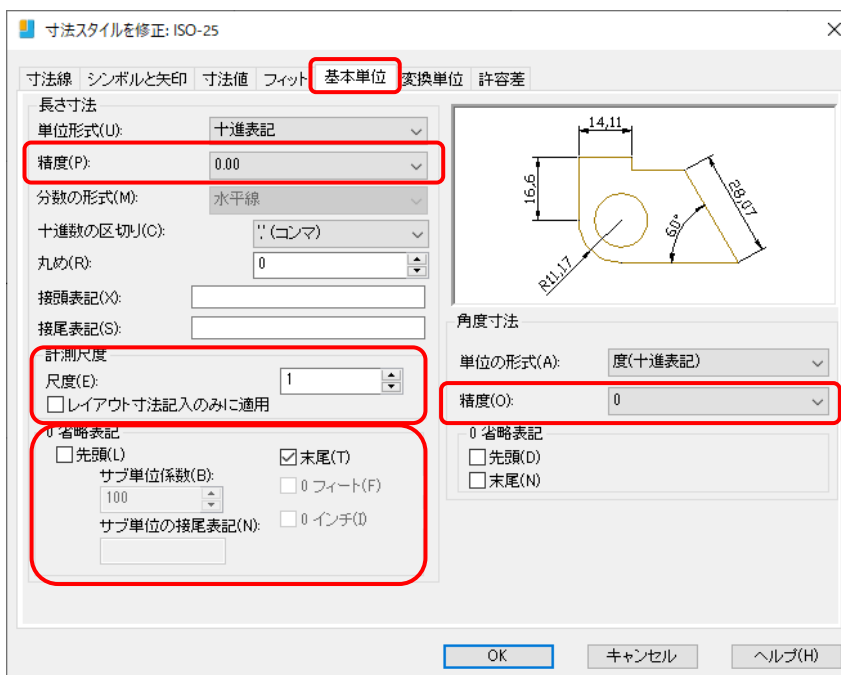 寸法スタイルを修正: ISO-25
寸法線 シンボルと矢印 寸法値 フィット 基本単位 変換単位 許容差
長さ寸法
単位形式(U): 十進表記
精度(P): 0.00
分数の形式(M): 水平線
十進数の区切り(C): ','(コンマ)
丸め(R): 0
接頭表記(X):
接尾表記(S):
計測尺度
尺度(E): 1
レイアウト寸法記入のみに適用
0 省略表記
先頭(L)
サブ単位係数(B):
100
サブ単位の接尾表記(N):
末尾(T)
0 フィート(F)
0 インチ(I)
14,11
16,6
28,07
60°
R11,17
角度寸法
単位の形式(A): 度(十進表記)
精度(O): 0
0 省略表記
先頭(D)
末尾(N)
OK キャンセル ヘルプ(H)